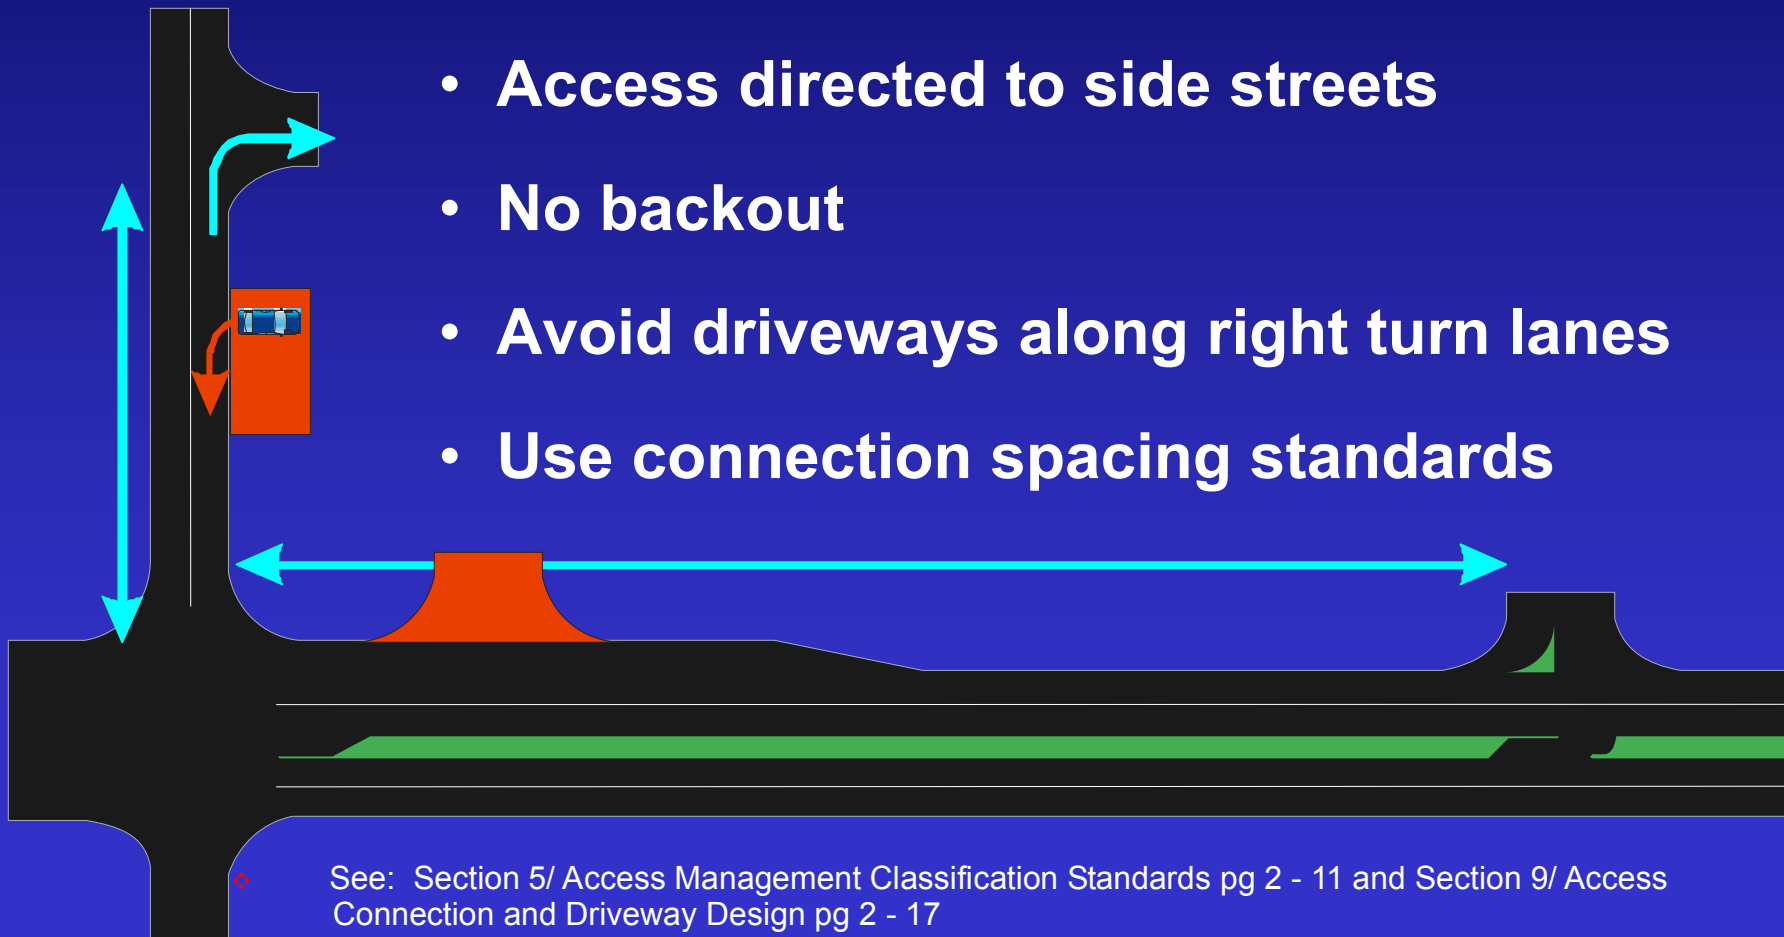 • Access directed to side streets
• No backout
• Avoid driveways along right turn lanes
• Use connection spacing standards
See: Section 5/ Access Management Classification Standards pg 2 - 11 and Section 9/ Access
Connection and Driveway Design pg 2 - 17